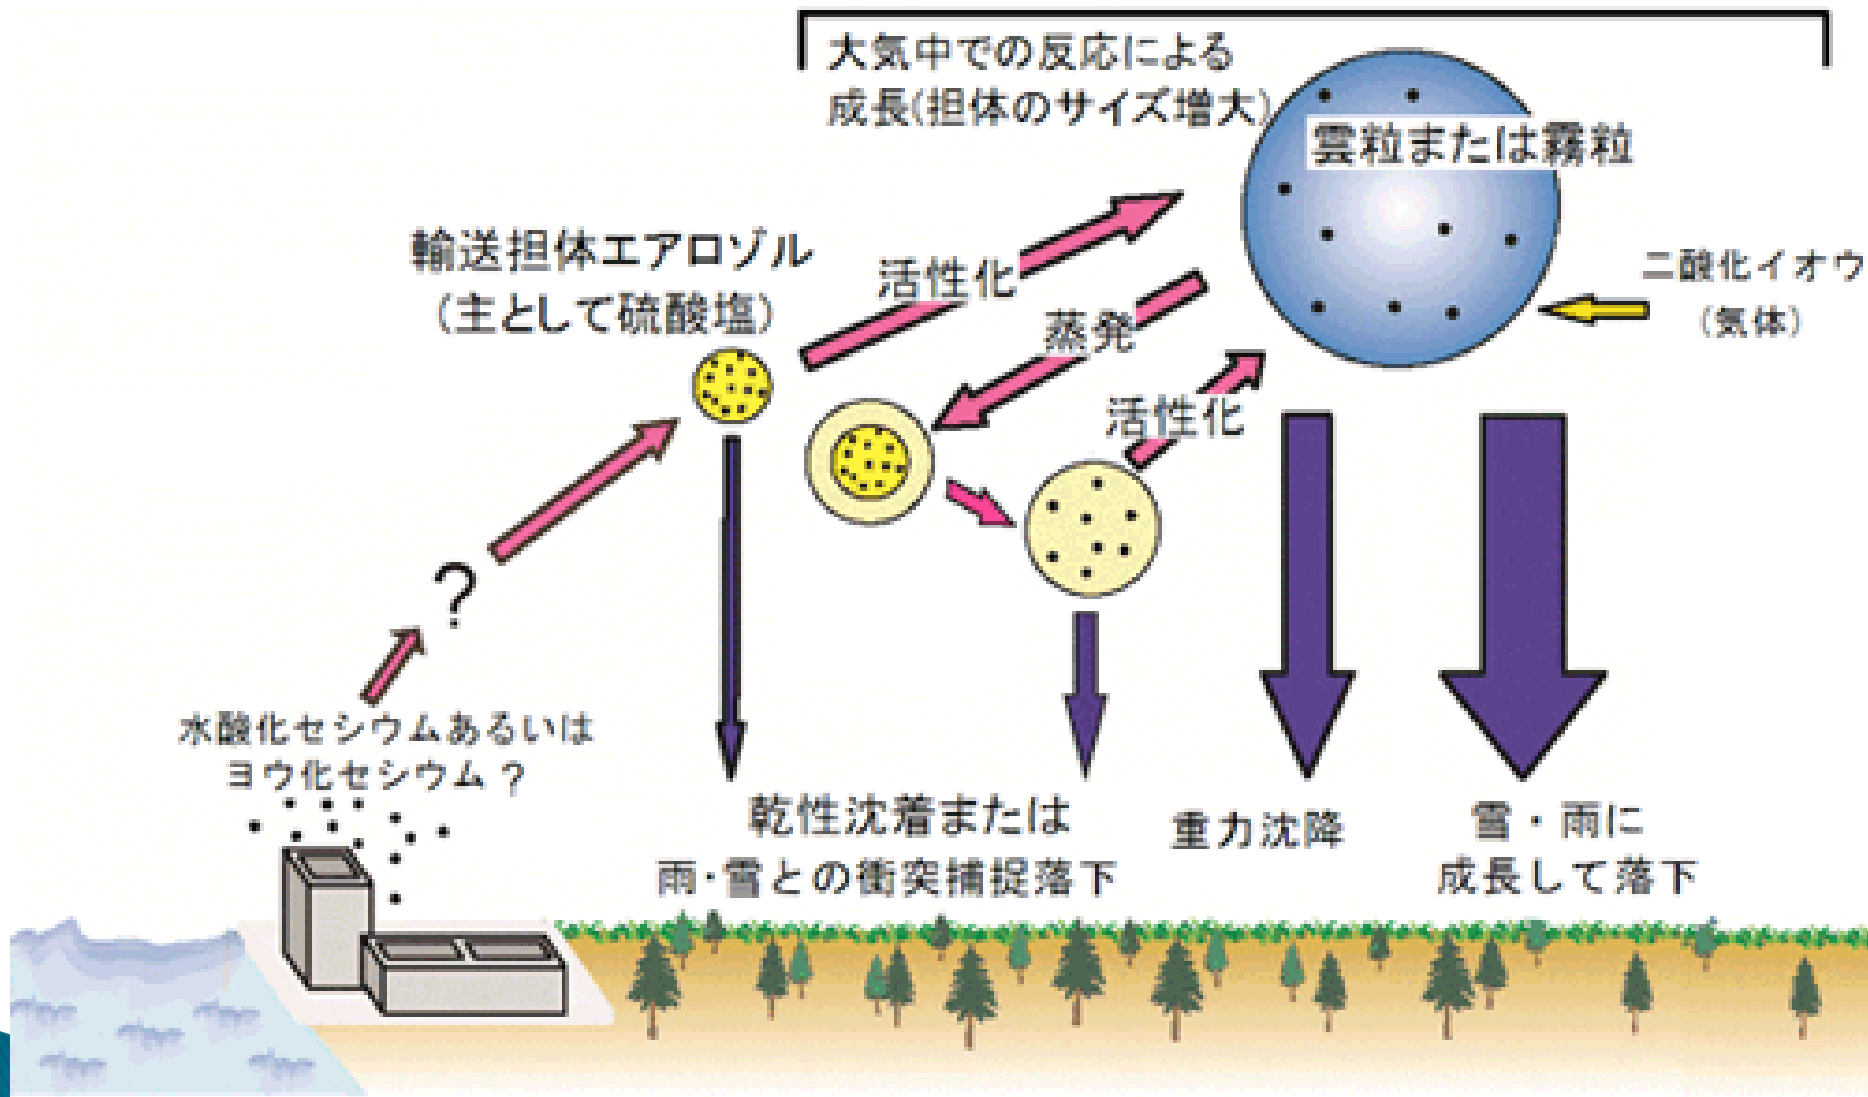 大気中での反応による
成長(担体のサイズ増大)
雲粒または霧粒
輸送担体エアロゾル
(主として硫酸塩)
活性化
蒸発
活性化
二酸化イオウ
(気体)
?
水酸化セシウムあるいは
ヨウ化セシウム?
乾性沈着または
雨・雪との衝突捕捉落下
重力沈降
雪・雨に
成長して落下